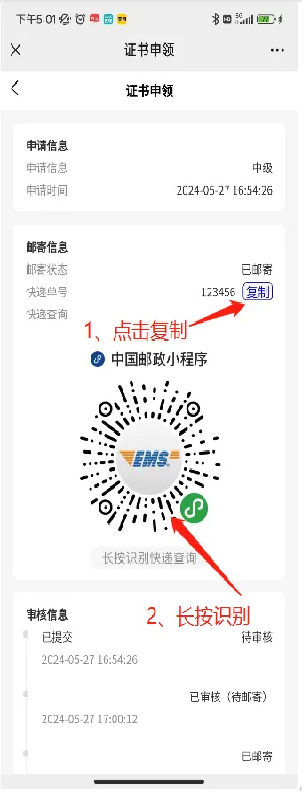 下午5:01
证书申领
证书申领
申请信息
申请信息 中级
申请时间 2024-05-27 16:54:26
邮寄信息
邮寄状态 已邮寄
快递单号 123456 复制
快递查询
1、点击复制
中国邮政小程序
EMS
长按识别快递查询
2、长按识别
审核信息
已提交 待审核
2024-05-27 16:54:26
已审核（待邮寄）
2024-05-27 17:00:12
已邮寄